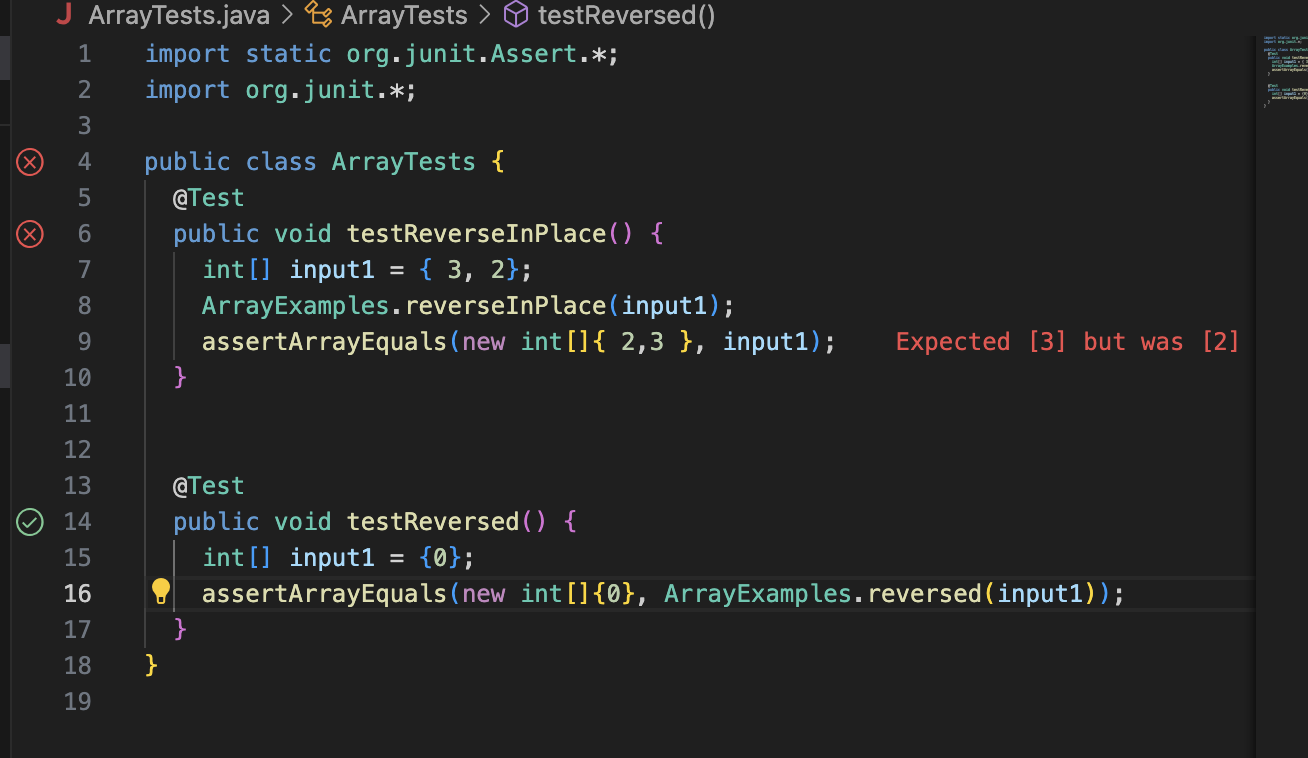 J ArrayTests.java > ArrayTests > testReversed()
1 import static org.junit.Assert.*;
2 import org.junit.*;
3
4 public class ArrayTests {
5 @Test
6 public void testReverseInPlace() {
7 int[] input1 = { 3, 2};
8 ArrayExamples.reverseInPlace(input1);
9 assertArrayEquals(new int[]{ 2,3 }, input1); Expected [3] but was [2]
10 }
11
12
13 @Test
14 public void testReversed() {
15 int[] input1 = {0};
16 assertArrayEquals(new int[]{0}, ArrayExamples.reversed(input1));
17 }
18 }
19